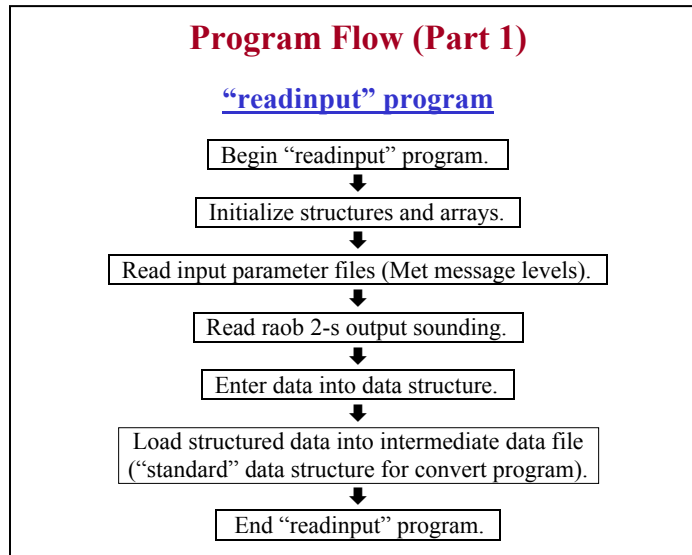 Program Flow (Part 1)
“readinput” program
Begin “readinput” program.
Initialize structures and arrays.
Read input parameter files (Met message levels).
Read raob 2-s output sounding.
Enter data into data structure.
Load structured data into intermediate data file
(“standard” data structure for convert program).
End “readinput” program.